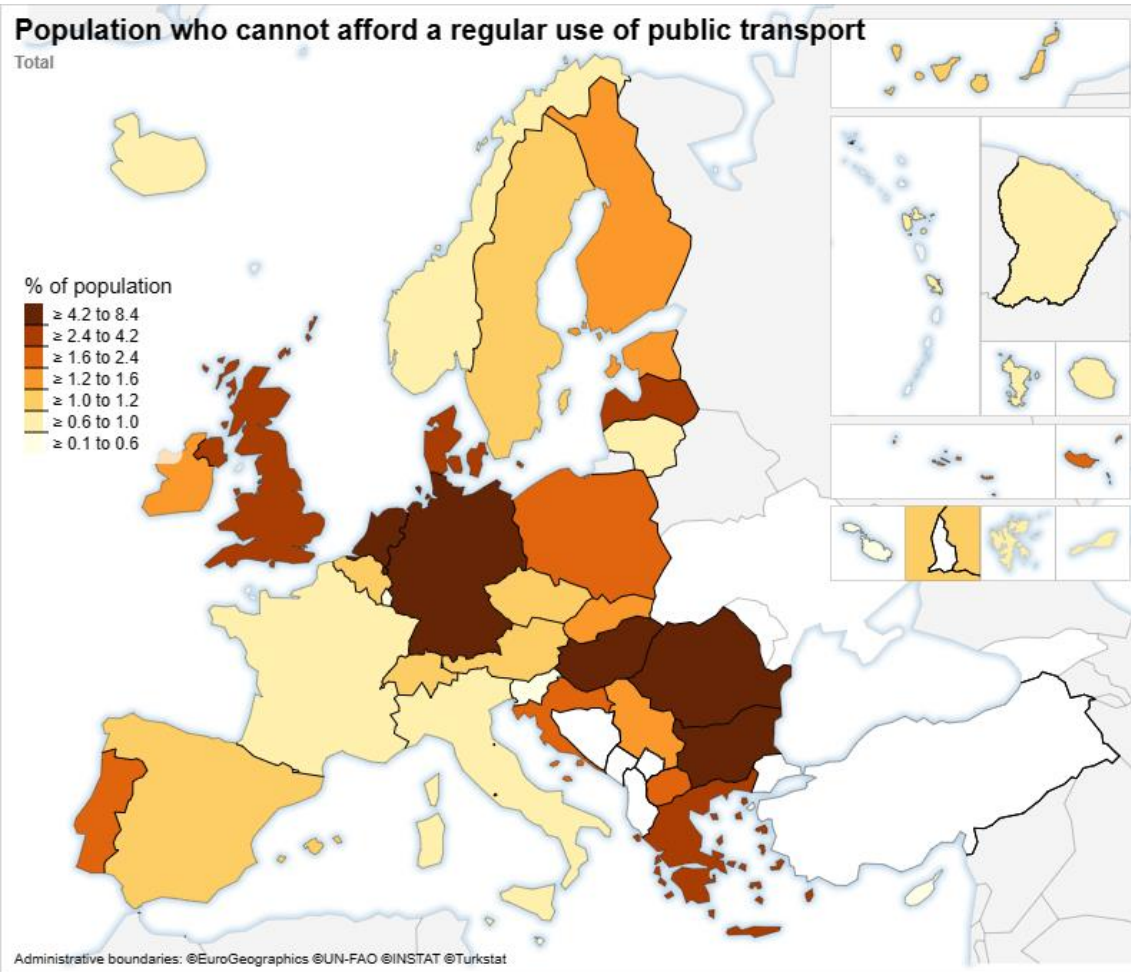 Population who cannot afford a regular use of public transport
Total
% of population
≥ 4.2 to 8.4
≥ 2.4 to 4.2
≥ 1.6 to 2.4
≥ 1.2 to 1.6
≥ 1.0 to 1.2
≥ 0.6 to 1.0
≥ 0.1 to 0.6
Administrative boundaries: ©EuroGeographics ©UN-FAO ©INSTAT ©Turkstat